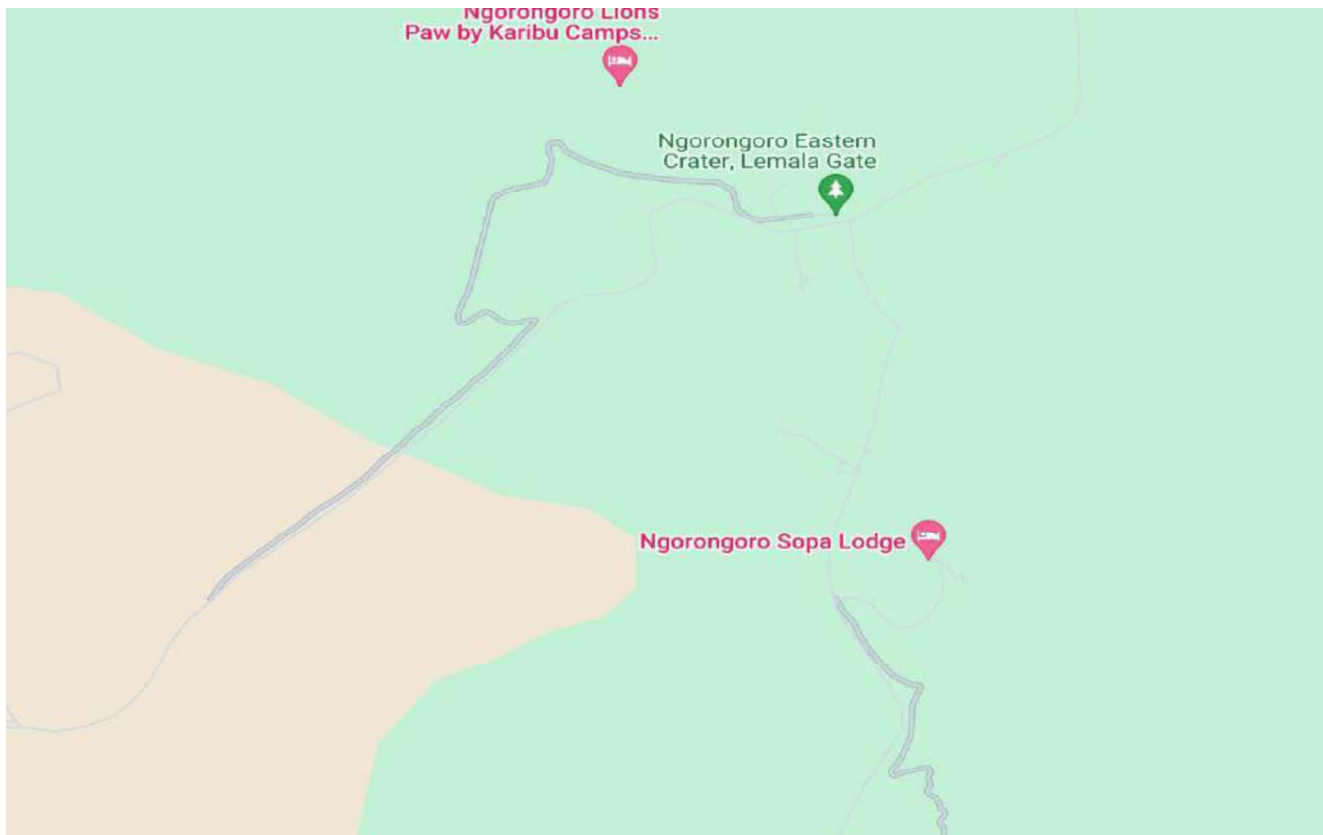 Ngorongoro Lions
Paw by Karibu Camps...
Ngorongoro Eastern
Crater, Lemala Gate
Ngorongoro Sopa Lodge